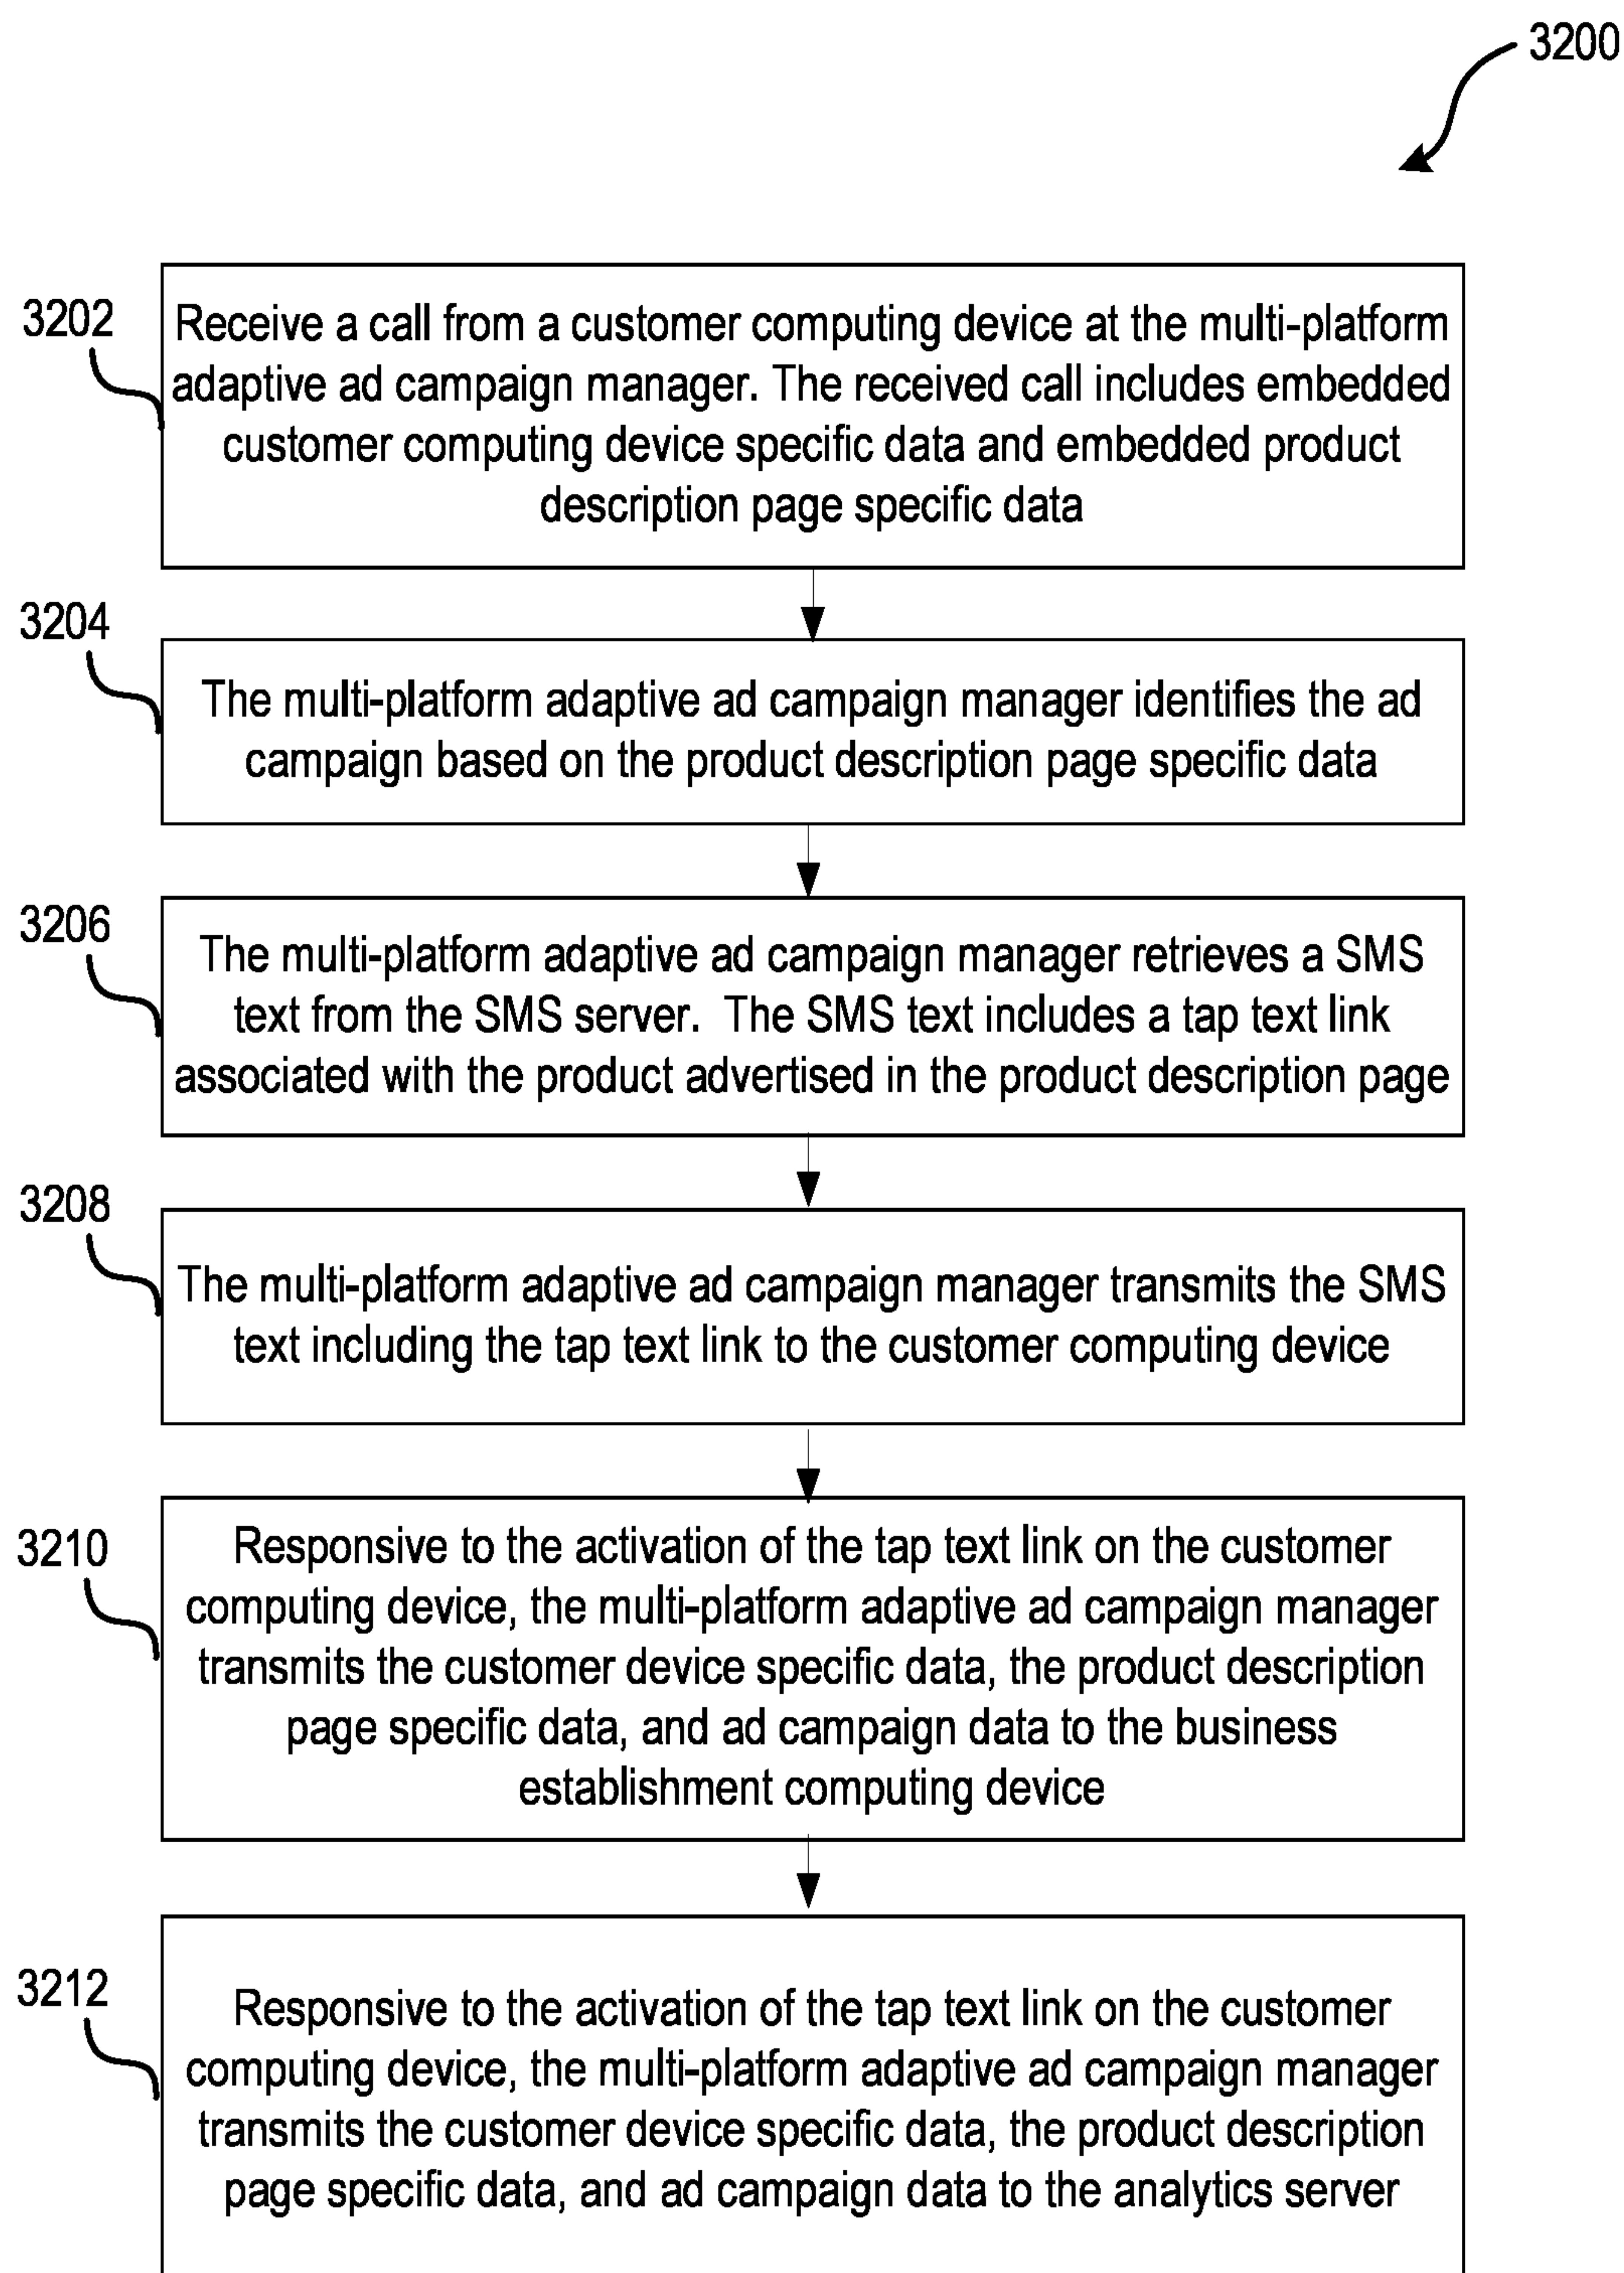 3200
3202
Receive a call from a customer computing device at the multi-platform
adaptive ad campaign manager. The received call includes embedded
customer computing device specific data and embedded product
description page specific data
3204
The multi-platform adaptive ad campaign manager identifies the ad
campaign based on the product description page specific data
3206
The multi-platform adaptive ad campaign manager retrieves a SMS
text from the SMS server. The SMS text includes a tap text link
associated with the product advertised in the product description page
3208
The multi-platform adaptive ad campaign manager transmits the SMS
text including the tap text link to the customer computing device
3210
Responsive to the activation of the tap text link on the customer
computing device, the multi-platform adaptive ad campaign manager
transmits the customer device specific data, the product description
page specific data, and ad campaign data to the business
establishment computing device
3212
Responsive to the activation of the tap text link on the customer
computing device, the multi-platform adaptive ad campaign manager
transmits the customer device specific data, the product description
page specific data, and ad campaign data to the analytics server